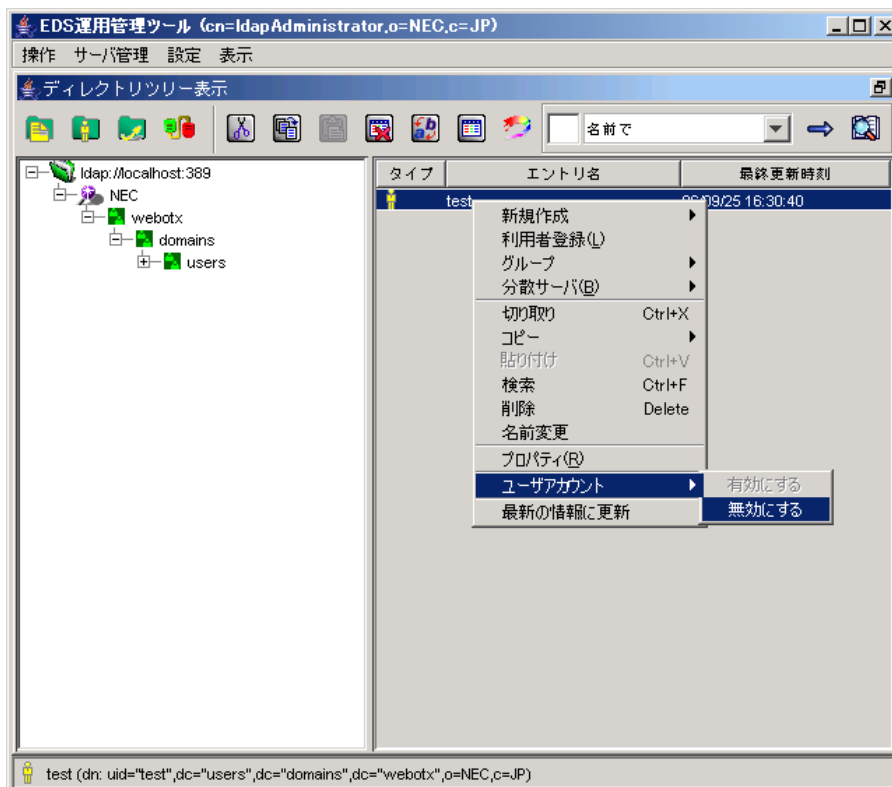 EDS運用管理ツール (cn=ldapAdministrator,o=NEC,c=JP)
操作 サーバ管理 設定 表示
ディレクトリツリー表示
名前で
ldap://localhost:389
NEC
webotx
domains
users
タイプ エントリ名 最終更新時刻
test 06/09/25 16:30:40
新規作成
利用者登録(L)
グループ
分散サーバ(B)
切り取り Ctrl+X
コピー
貼り付け Ctrl+V
検索 Ctrl+F
削除 Delete
名前変更
プロパティ(R)
ユーザアカウント
最新の情報に更新
有効にする
無効にする
test (dn: uid="test",dc="users",dc="domains",dc="webotx",o=NEC,c=JP)